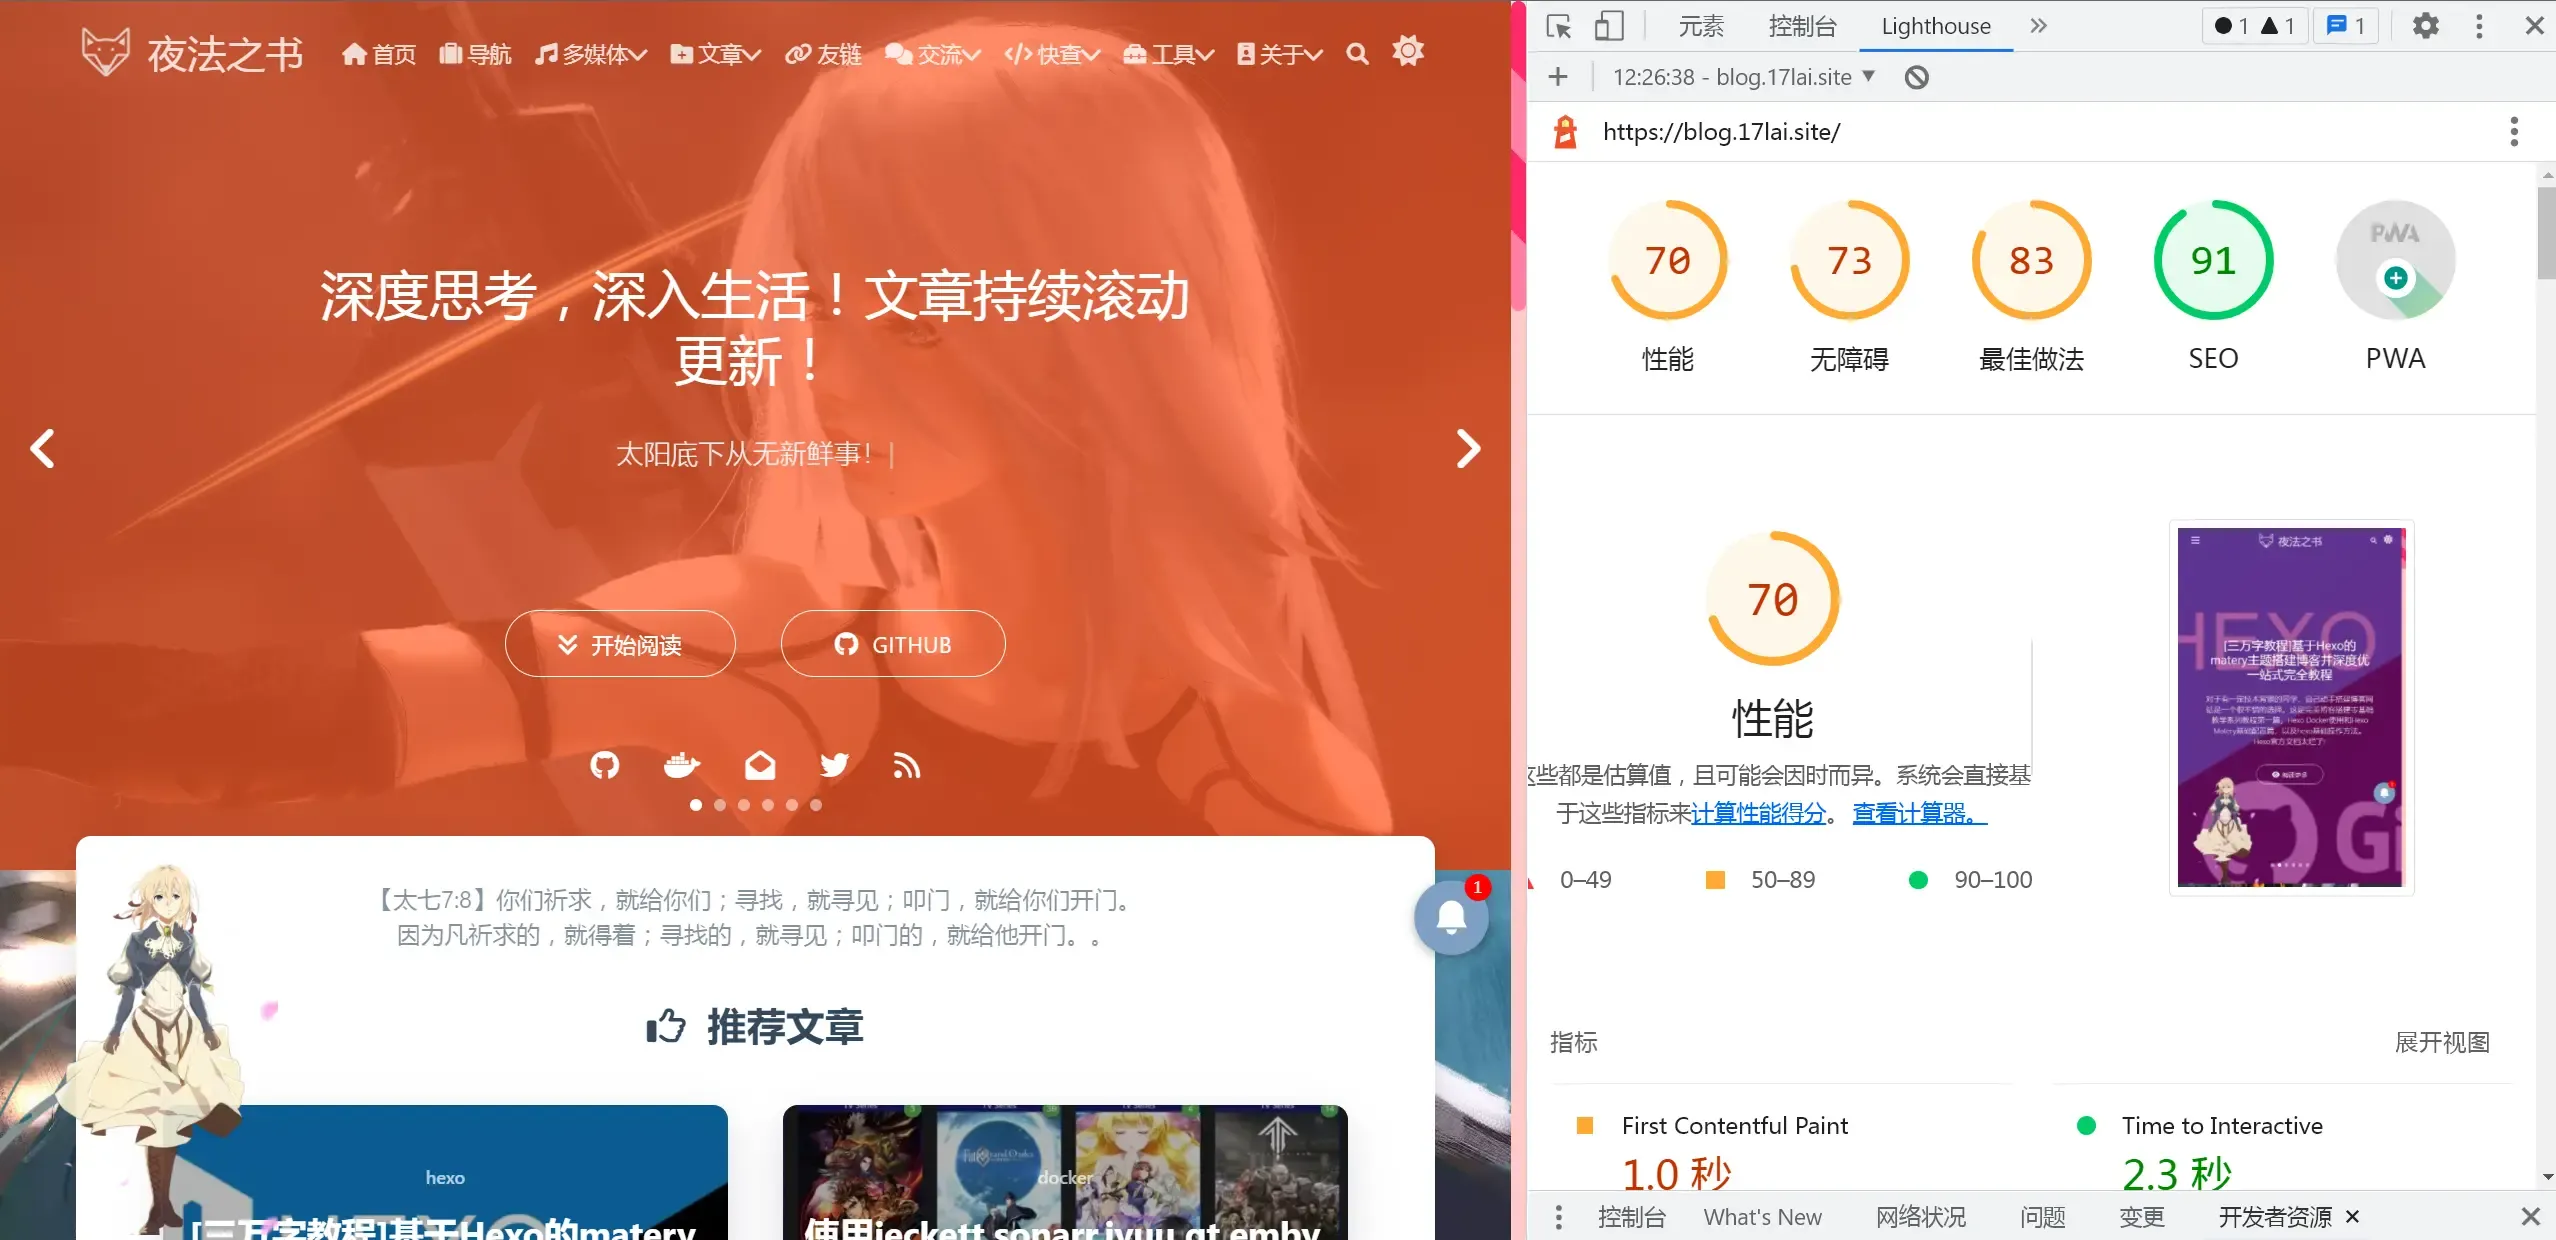 夜法之书
首页 导航 多媒体 文章 友链 交流 快查 工具 关于
深度思考，深入生活！文章持续滚动
更新！
太阳底下从无新鲜事！|
开始阅读 GITHUB
1
【太七7:8】你们祈求，就给你们；寻找，就寻见；叩门，就给你们开门。
因为凡祈求的，就得着；寻找的，就寻见；叩门的，就给他开门。。
推荐文章
hexo
[三万字教程]基于Hexo的matery
docker
使用jeckett sonarr iyuu qt emby
元素 控制台 Lighthouse 1 1 1
12:26:38 - blog.17lai.site
https://blog.17lai.site/
70 73 83 91 PWA
性能 无障碍 最佳做法 SEO PWA
70
性能
这些都是估算值，且可能会因时而异。系统会直接基
于这些指标来计算性能得分。 查看计算器。
0–49 50–89 90–100
夜法之书
HEXO
[三万字教程]基于Hexo的
matery主题搭建博客并深度优
一站式完全教程
指标 展开视图
First Contentful Paint Time to Interactive
1.0 秒 2.3 秒
控制台 What's New 网络状况 问题 变更 开发者资源